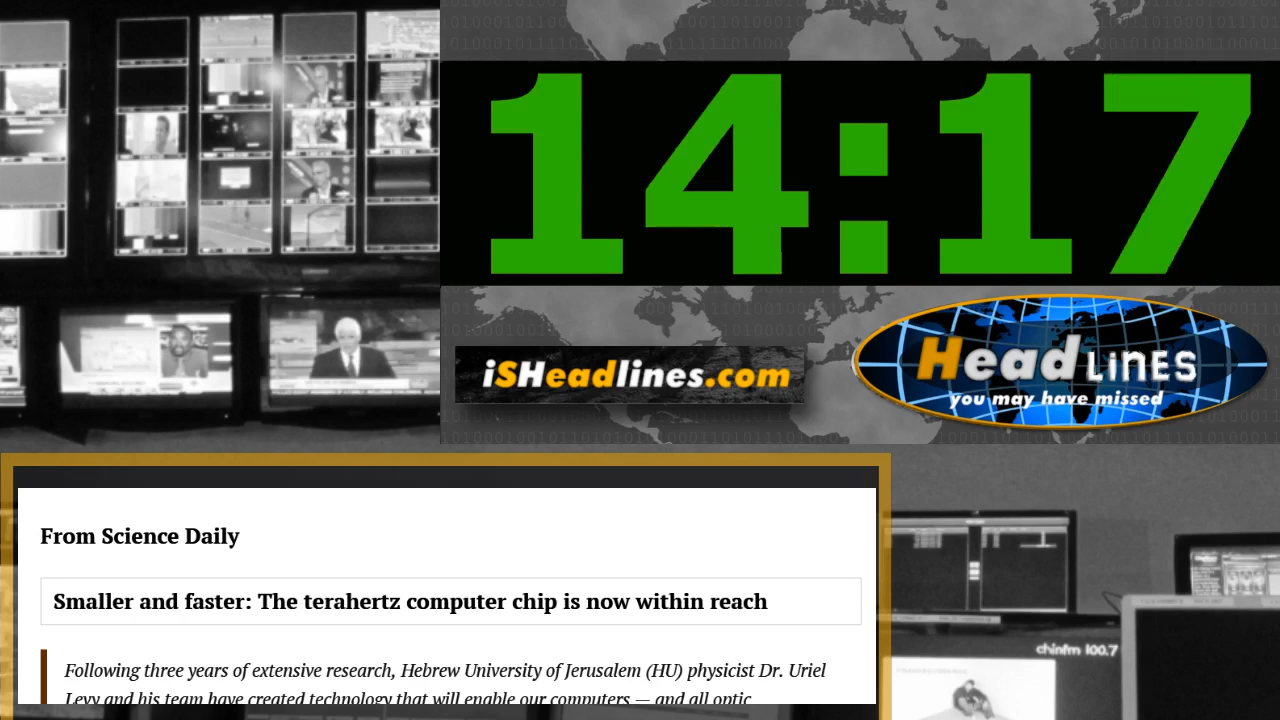 14:17
iSHeadlines.com
HeadLINES
you may have missed
From Science Daily
Smaller and faster: The terahertz computer chip is now within reach
Following three years of extensive research, Hebrew University of Jerusalem (HU) physicist Dr. Uriel
Levy and his team have created technology that will enable our computers — and all optic
chinfm 100.7